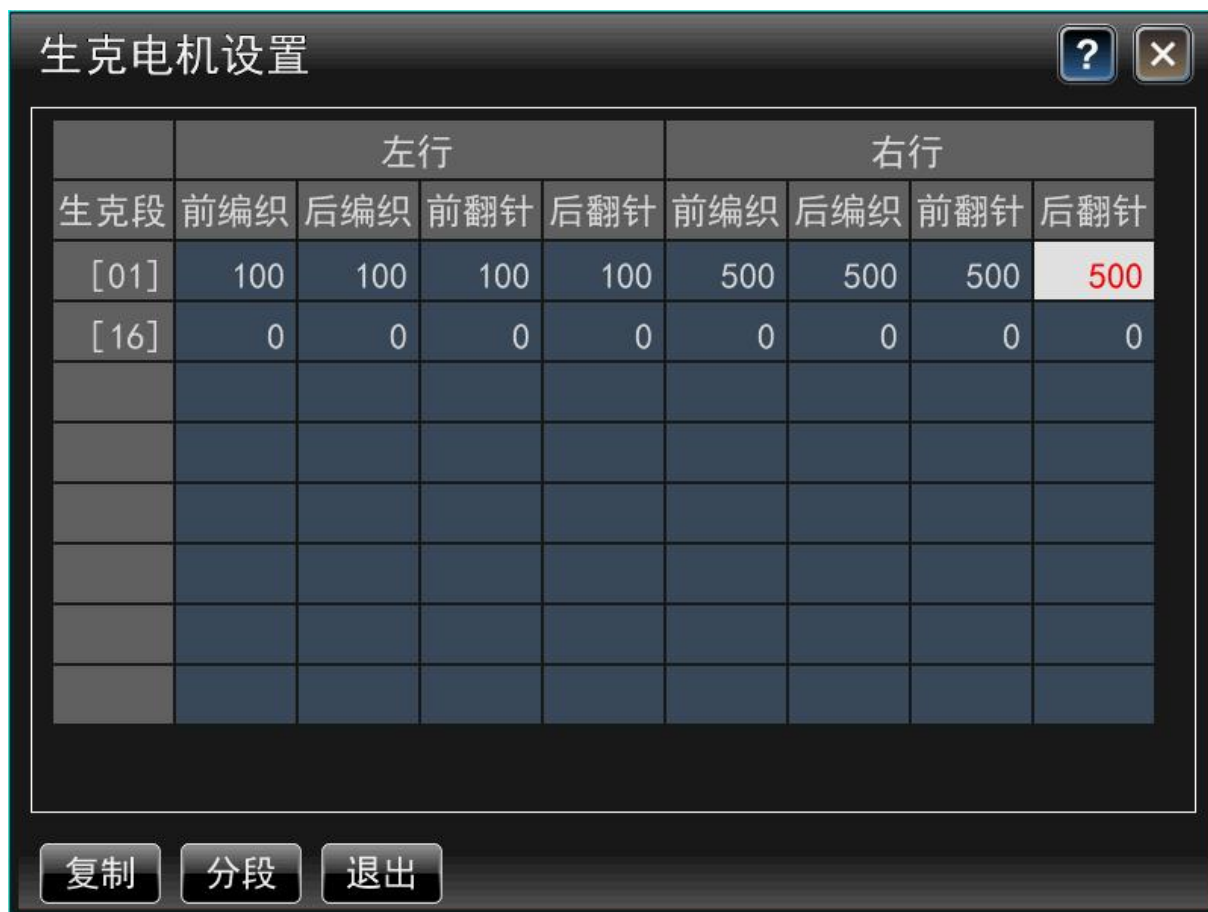 生克电机设置 ? ×
左行 右行
生克段 前编织 后编织 前翻针 后翻针 前编织 后编织 前翻针 后翻针
[01] 100 100 100 100 500 500 500 500
[16] 0 0 0 0 0 0 0 0
复制 分段 退出